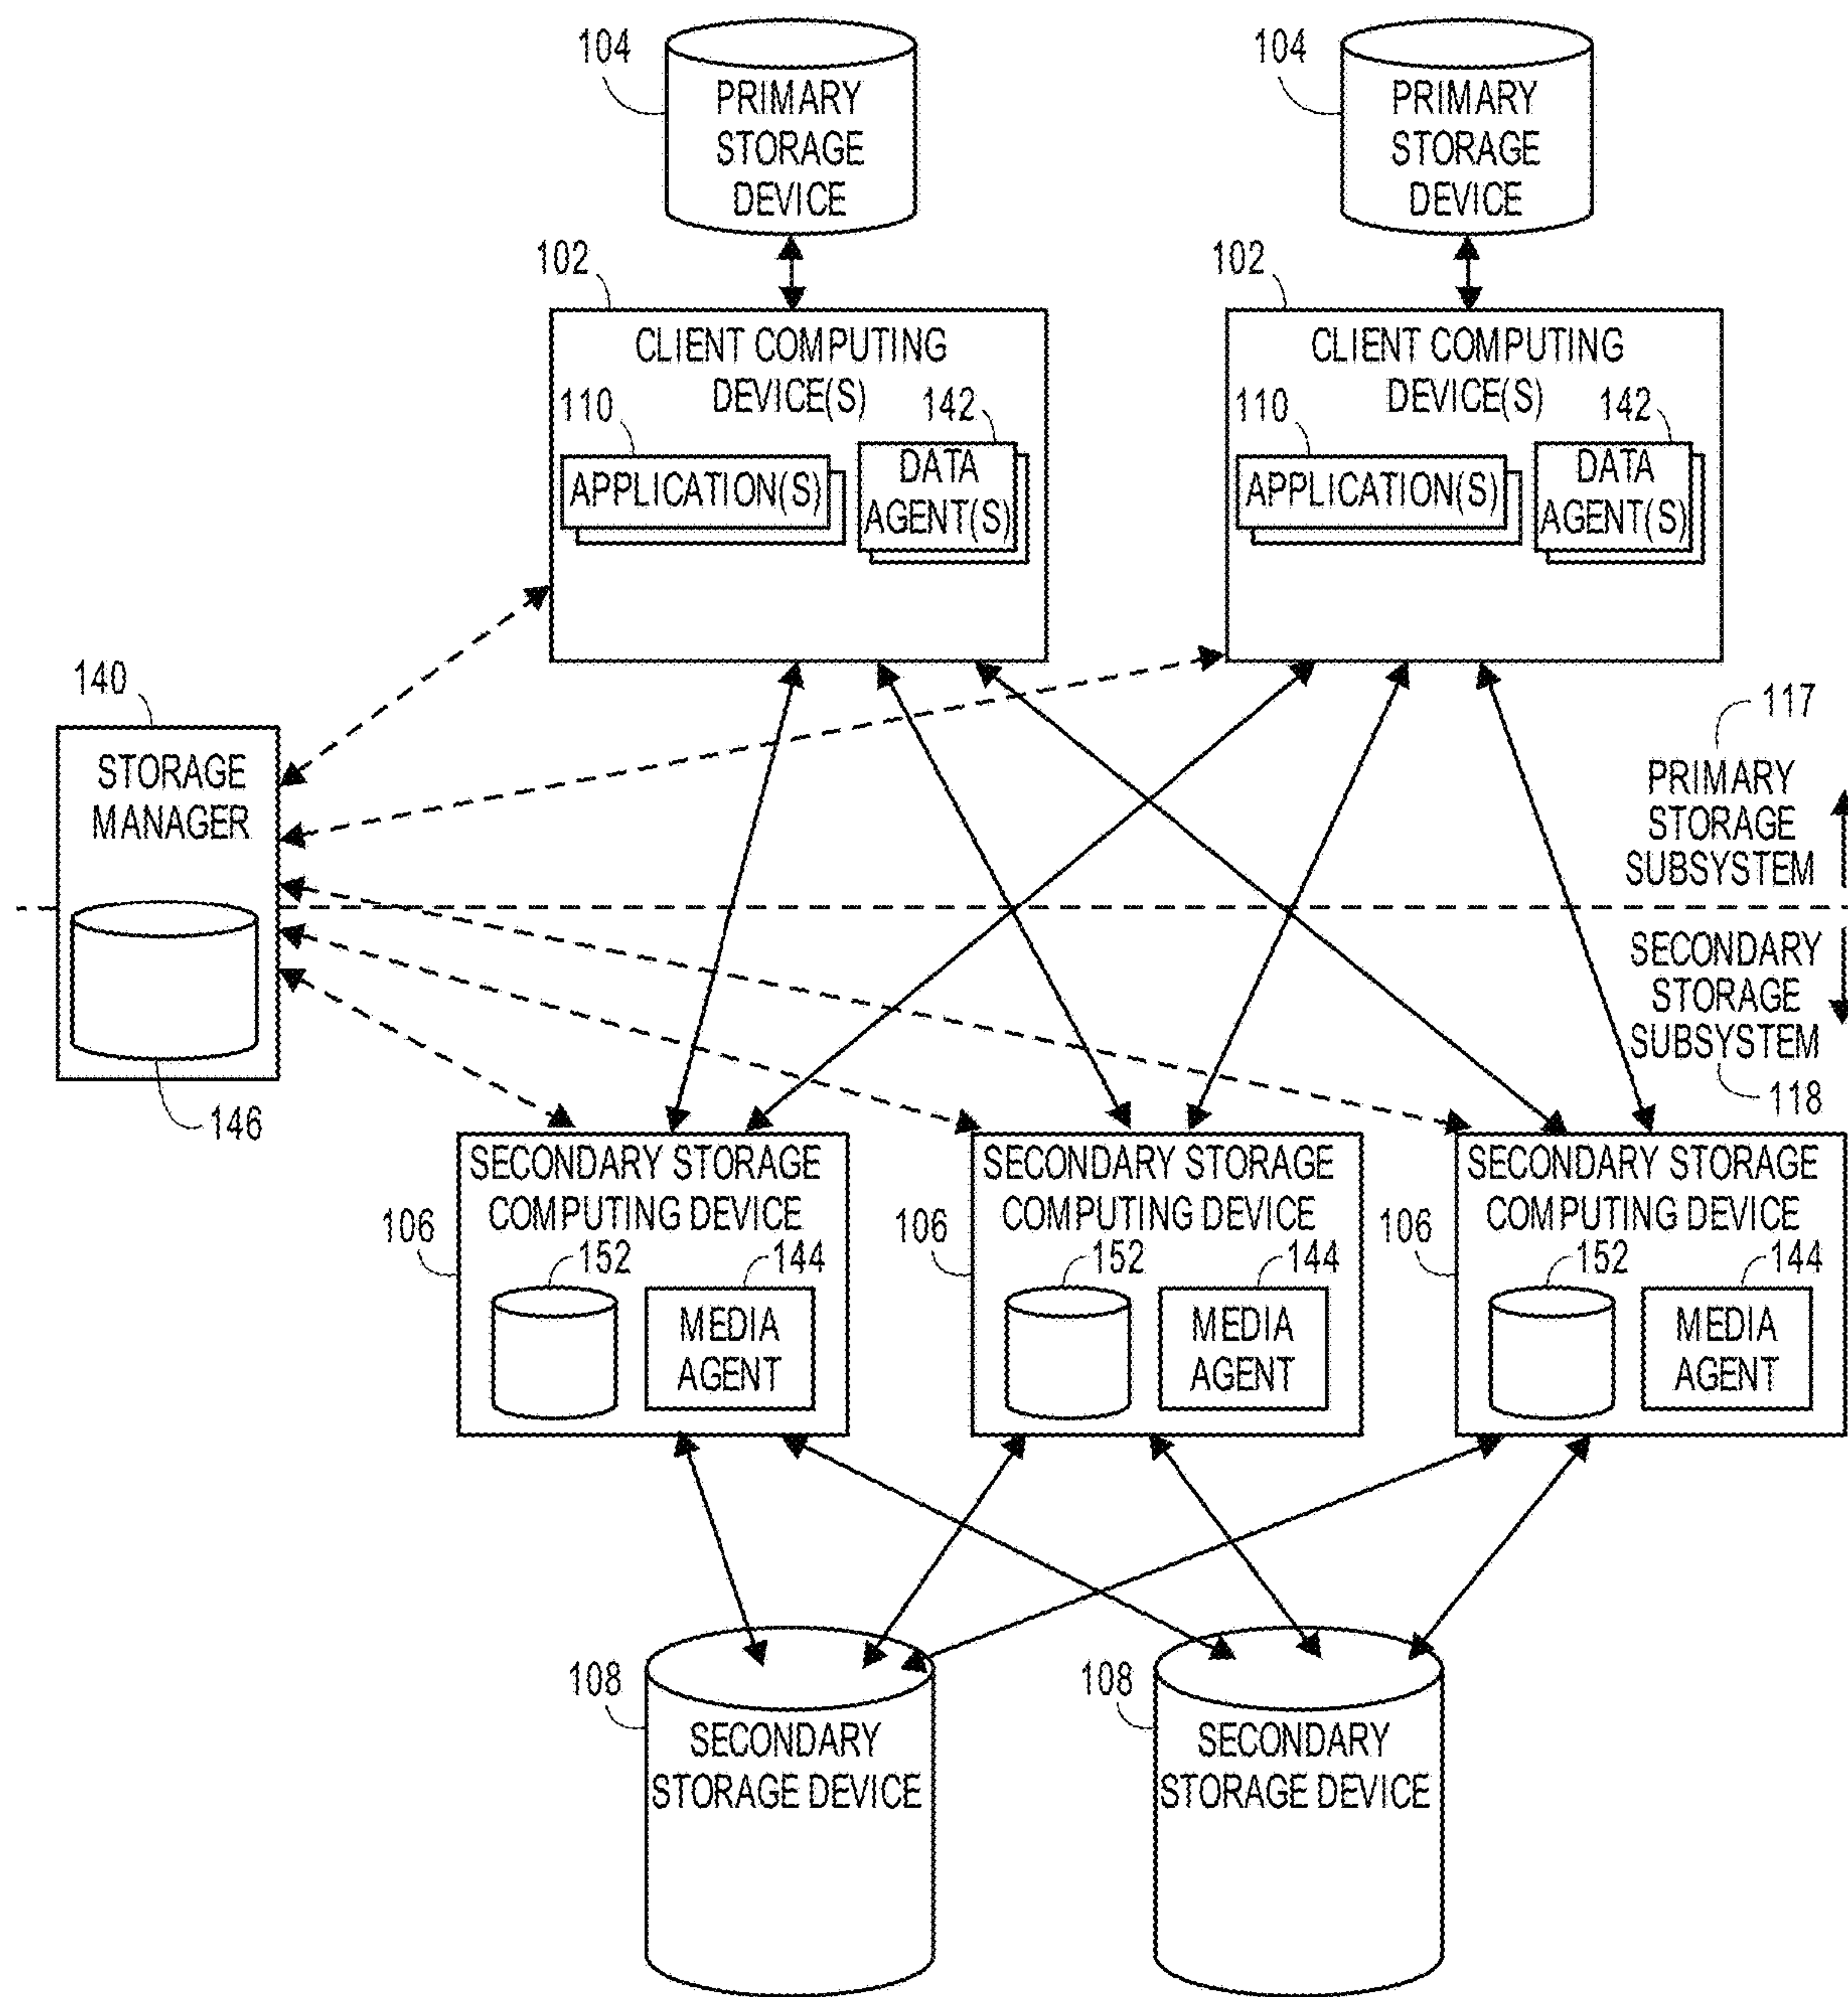 104
PRIMARY
STORAGE
DEVICE
104
PRIMARY
STORAGE
DEVICE
102
CLIENT COMPUTING
DEVICE(S)
110
142
APPLICATION(S)
DATA
AGENT(S)
102
CLIENT COMPUTING
DEVICE(S)
110
142
APPLICATION(S)
DATA
AGENT(S)
140
STORAGE
MANAGER
146
117
PRIMARY
STORAGE
SUBSYSTEM
SECONDARY
STORAGE
SUBSYSTEM
118
106
SECONDARY STORAGE
COMPUTING DEVICE
152
144
MEDIA
AGENT
106
SECONDARY STORAGE
COMPUTING DEVICE
152
144
MEDIA
AGENT
106
SECONDARY STORAGE
COMPUTING DEVICE
152
144
MEDIA
AGENT
108
SECONDARY
STORAGE DEVICE
108
SECONDARY
STORAGE DEVICE